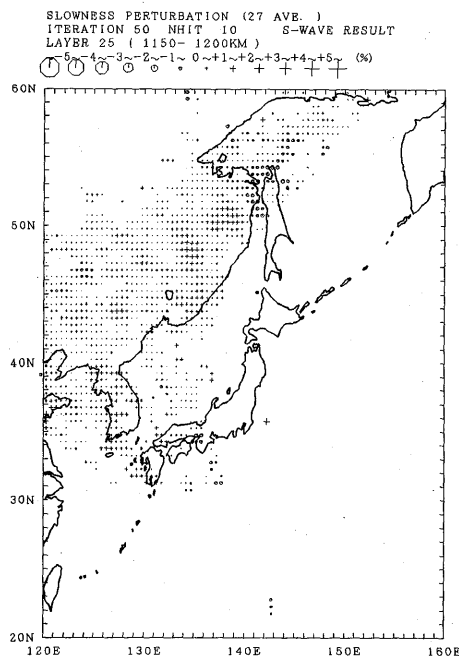 SLOWNESS PERTURBATION (27 AVE. )
ITERATION 50 NHIT 10 S-WAVE RESULT
LAYER 25 ( 1150- 1200KM )
-5~-4~-3~-2~-1~ 0~+1~+2~+3~+4~+5~ (%)
60N
50N
40N
30N
20N
120E 130E 140E 150E 160E